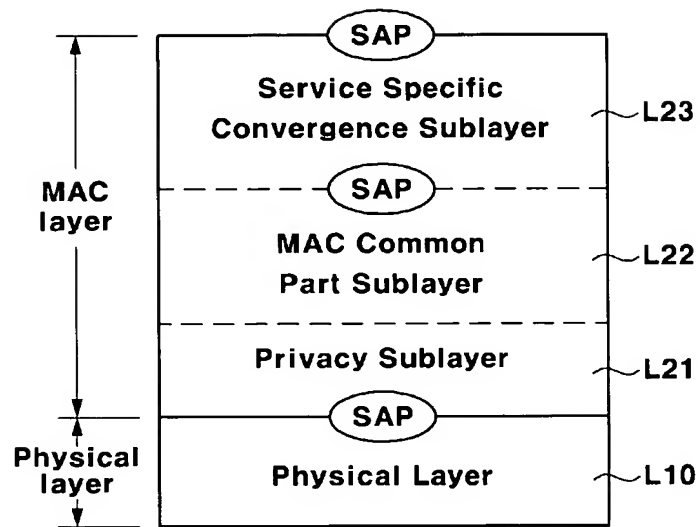 SAP
Service Specific
Convergence Sublayer
L23
SAP
MAC
layer
MAC Common
Part Sublayer
L22
Privacy Sublayer
L21
SAP
Physical
layer
Physical Layer
L10